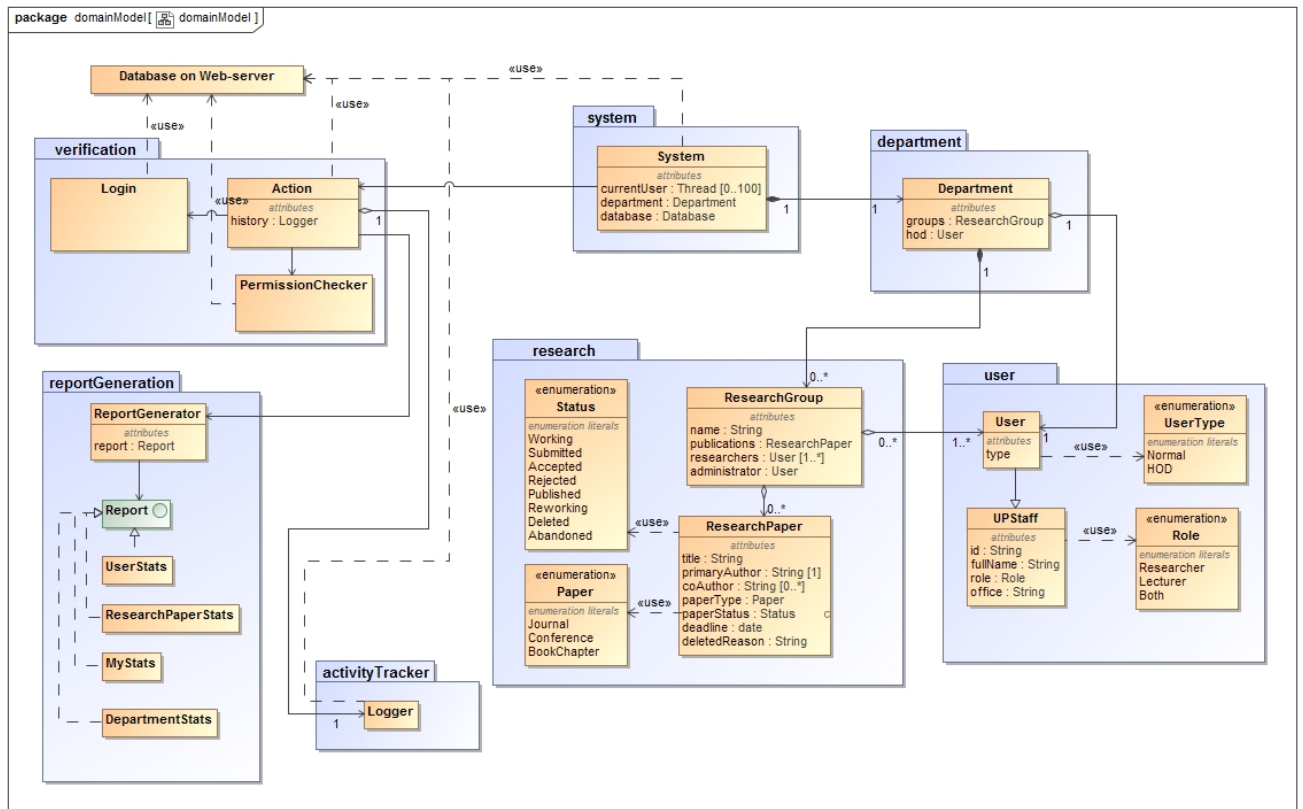 package domainModel[ domainModel ]
Database on Web-server
«use»
«use»
«use»
«use»
«use»
verification
Login
Action
attributes
history : Logger
1
PermissionChecker
system
System
attributes
currentUser : Thread [0..100]
department : Department
database : Database
1
1
department
Department
attributes
groups : ResearchGroup
hod : User
1
1
reportGeneration
ReportGenerator
attributes
report : Report
Report
UserStats
ResearchPaperStats
MyStats
DepartmentStats
activityTracker
Logger
1
research
«enumeration»
Status
enumeration literals
Working
Submitted
Accepted
Rejected
Published
Reworking
Deleted
Abandoned
«enumeration»
Paper
enumeration literals
Journal
Conference
BookChapter
«use»
«use»
0..*
ResearchGroup
attributes
name : String
publications : ResearchPaper
researchers : User [1..*]
administrator : User
0..*
1..*
0..*
ResearchPaper
attributes
title : String
primaryAuthor : String [1]
coAuthor : String [0..*]
paperType : Paper
paperStatus : Status
deadline : date
deletedReason : String
user
User
attributes
type
1
«use»
«enumeration»
UserType
enumeration literals
Normal
HOD
UPStaff
attributes
id : String
fullName : String
role : Role
office : String
«use»
«enumeration»
Role
enumeration literals
Researcher
Lecturer
Both